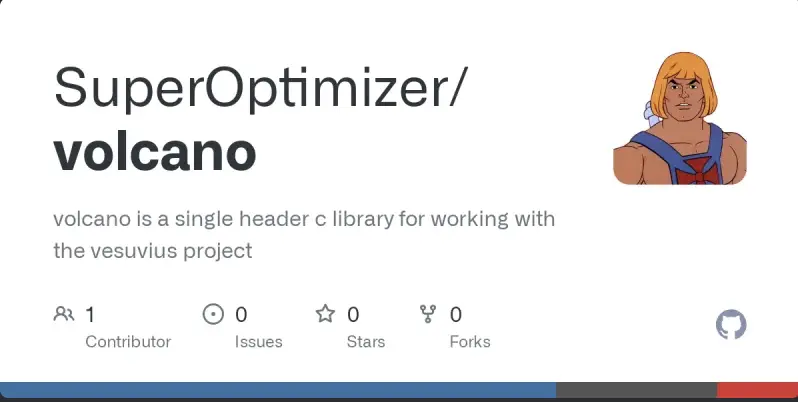 SuperOptimizer/
volcano
volcano is a single header c library for working with
the vesuvius project
1 0 0 0
Contributor Issues Stars Forks